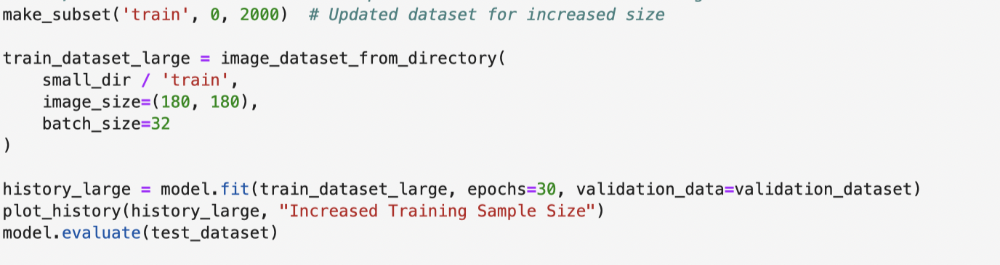 make_subset('train', 0, 2000)  # Updated dataset for increased size

train_dataset_large = image_dataset_from_directory(
    small_dir / 'train',
    image_size=(180, 180),
    batch_size=32
)

history_large = model.fit(train_dataset_large, epochs=30, validation_data=validation_dataset)
plot_history(history_large, "Increased Training Sample Size")
model.evaluate(test_dataset)